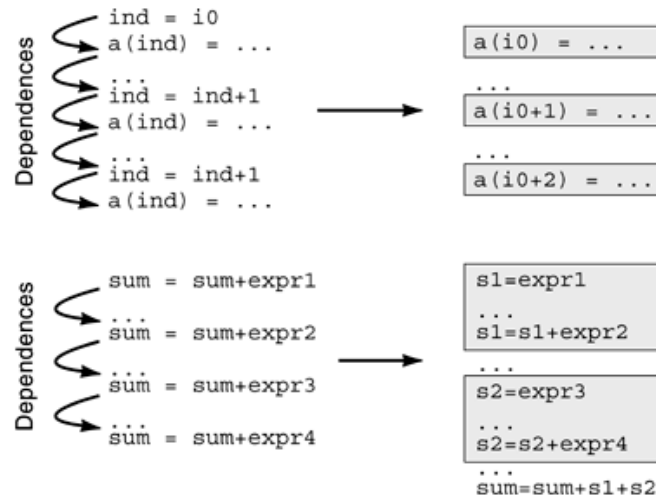 Dependences
ind = i0
a(ind) = ...
...
ind = ind+1
a(ind) = ...
...
ind = ind+1
a(ind) = ...
a(i0) = ...
...
a(i0+1) = ...
...
a(i0+2) = ...
Dependences
sum = sum+expr1
...
sum = sum+expr2
...
sum = sum+expr3
...
sum = sum+expr4
s1=expr1
...
s1=s1+expr2
...
s2=expr3
...
s2=s2+expr4
...
sum=sum+s1+s2